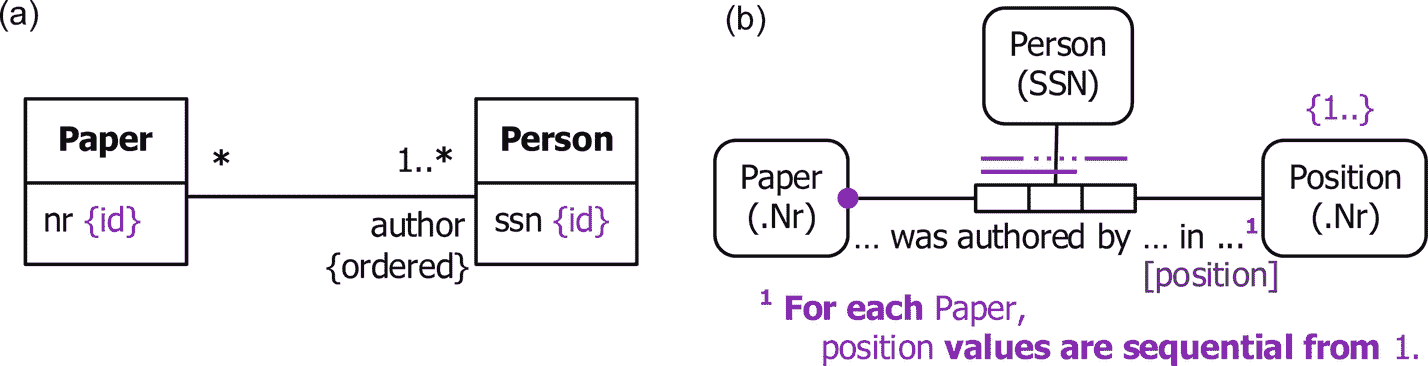 (a)
Paper
nr {id}
*
1..*
author
{ordered}
Person
ssn {id}
(b)
Person
(SSN)
{1..}
Paper
(.Nr)
Position
(.Nr)
... was authored by ... in ...¹
[position]
¹ For each Paper,
position values are sequential from 1.